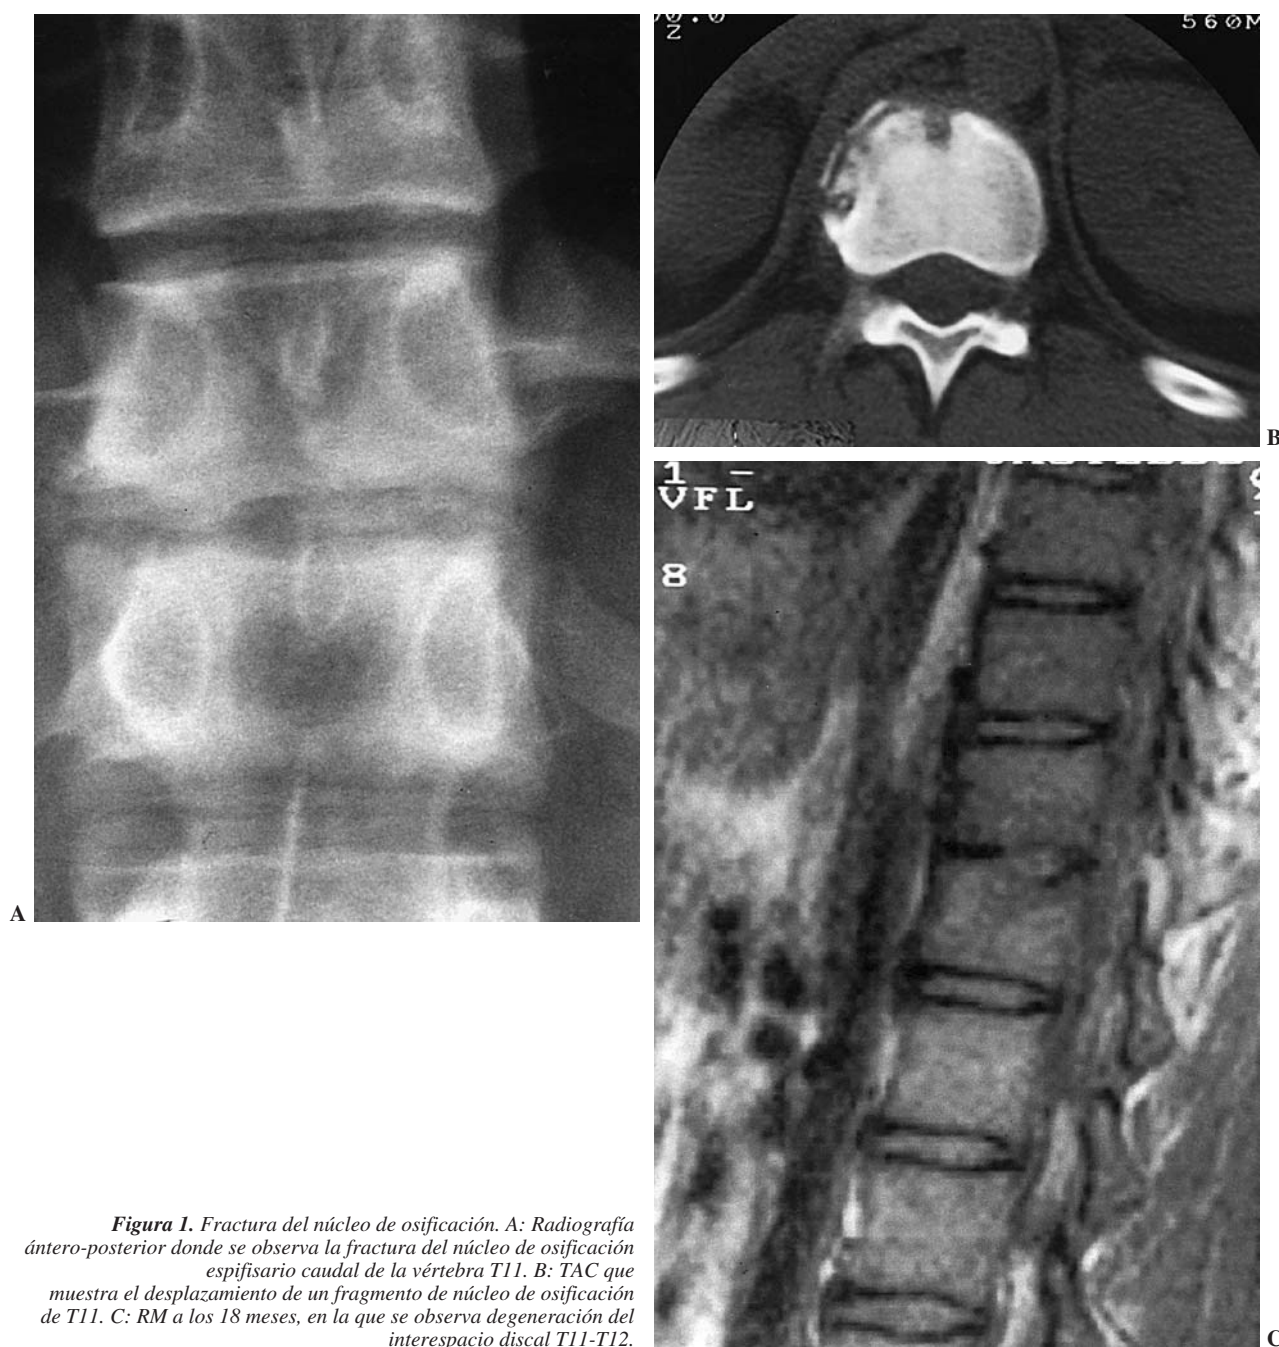 00.0
Z
560M
B
1
VFL
8
A
Figura 1. Fractura del núcleo de osificación. A: Radiografía
ántero-posterior donde se observa la fractura del núcleo de osificación
espifisario caudal de la vértebra T11. B: TAC que
muestra el desplazamiento de un fragmento de núcleo de osificación
de T11. C: RM a los 18 meses, en la que se observa degeneración del
interespacio discal T11-T12.
C